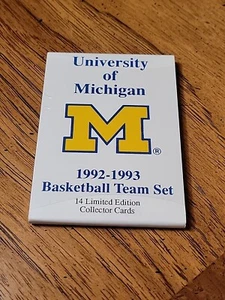 University
of
Michigan
M®
1992-1993
Basketball Team Set
14 Limited Edition
Collector Cards